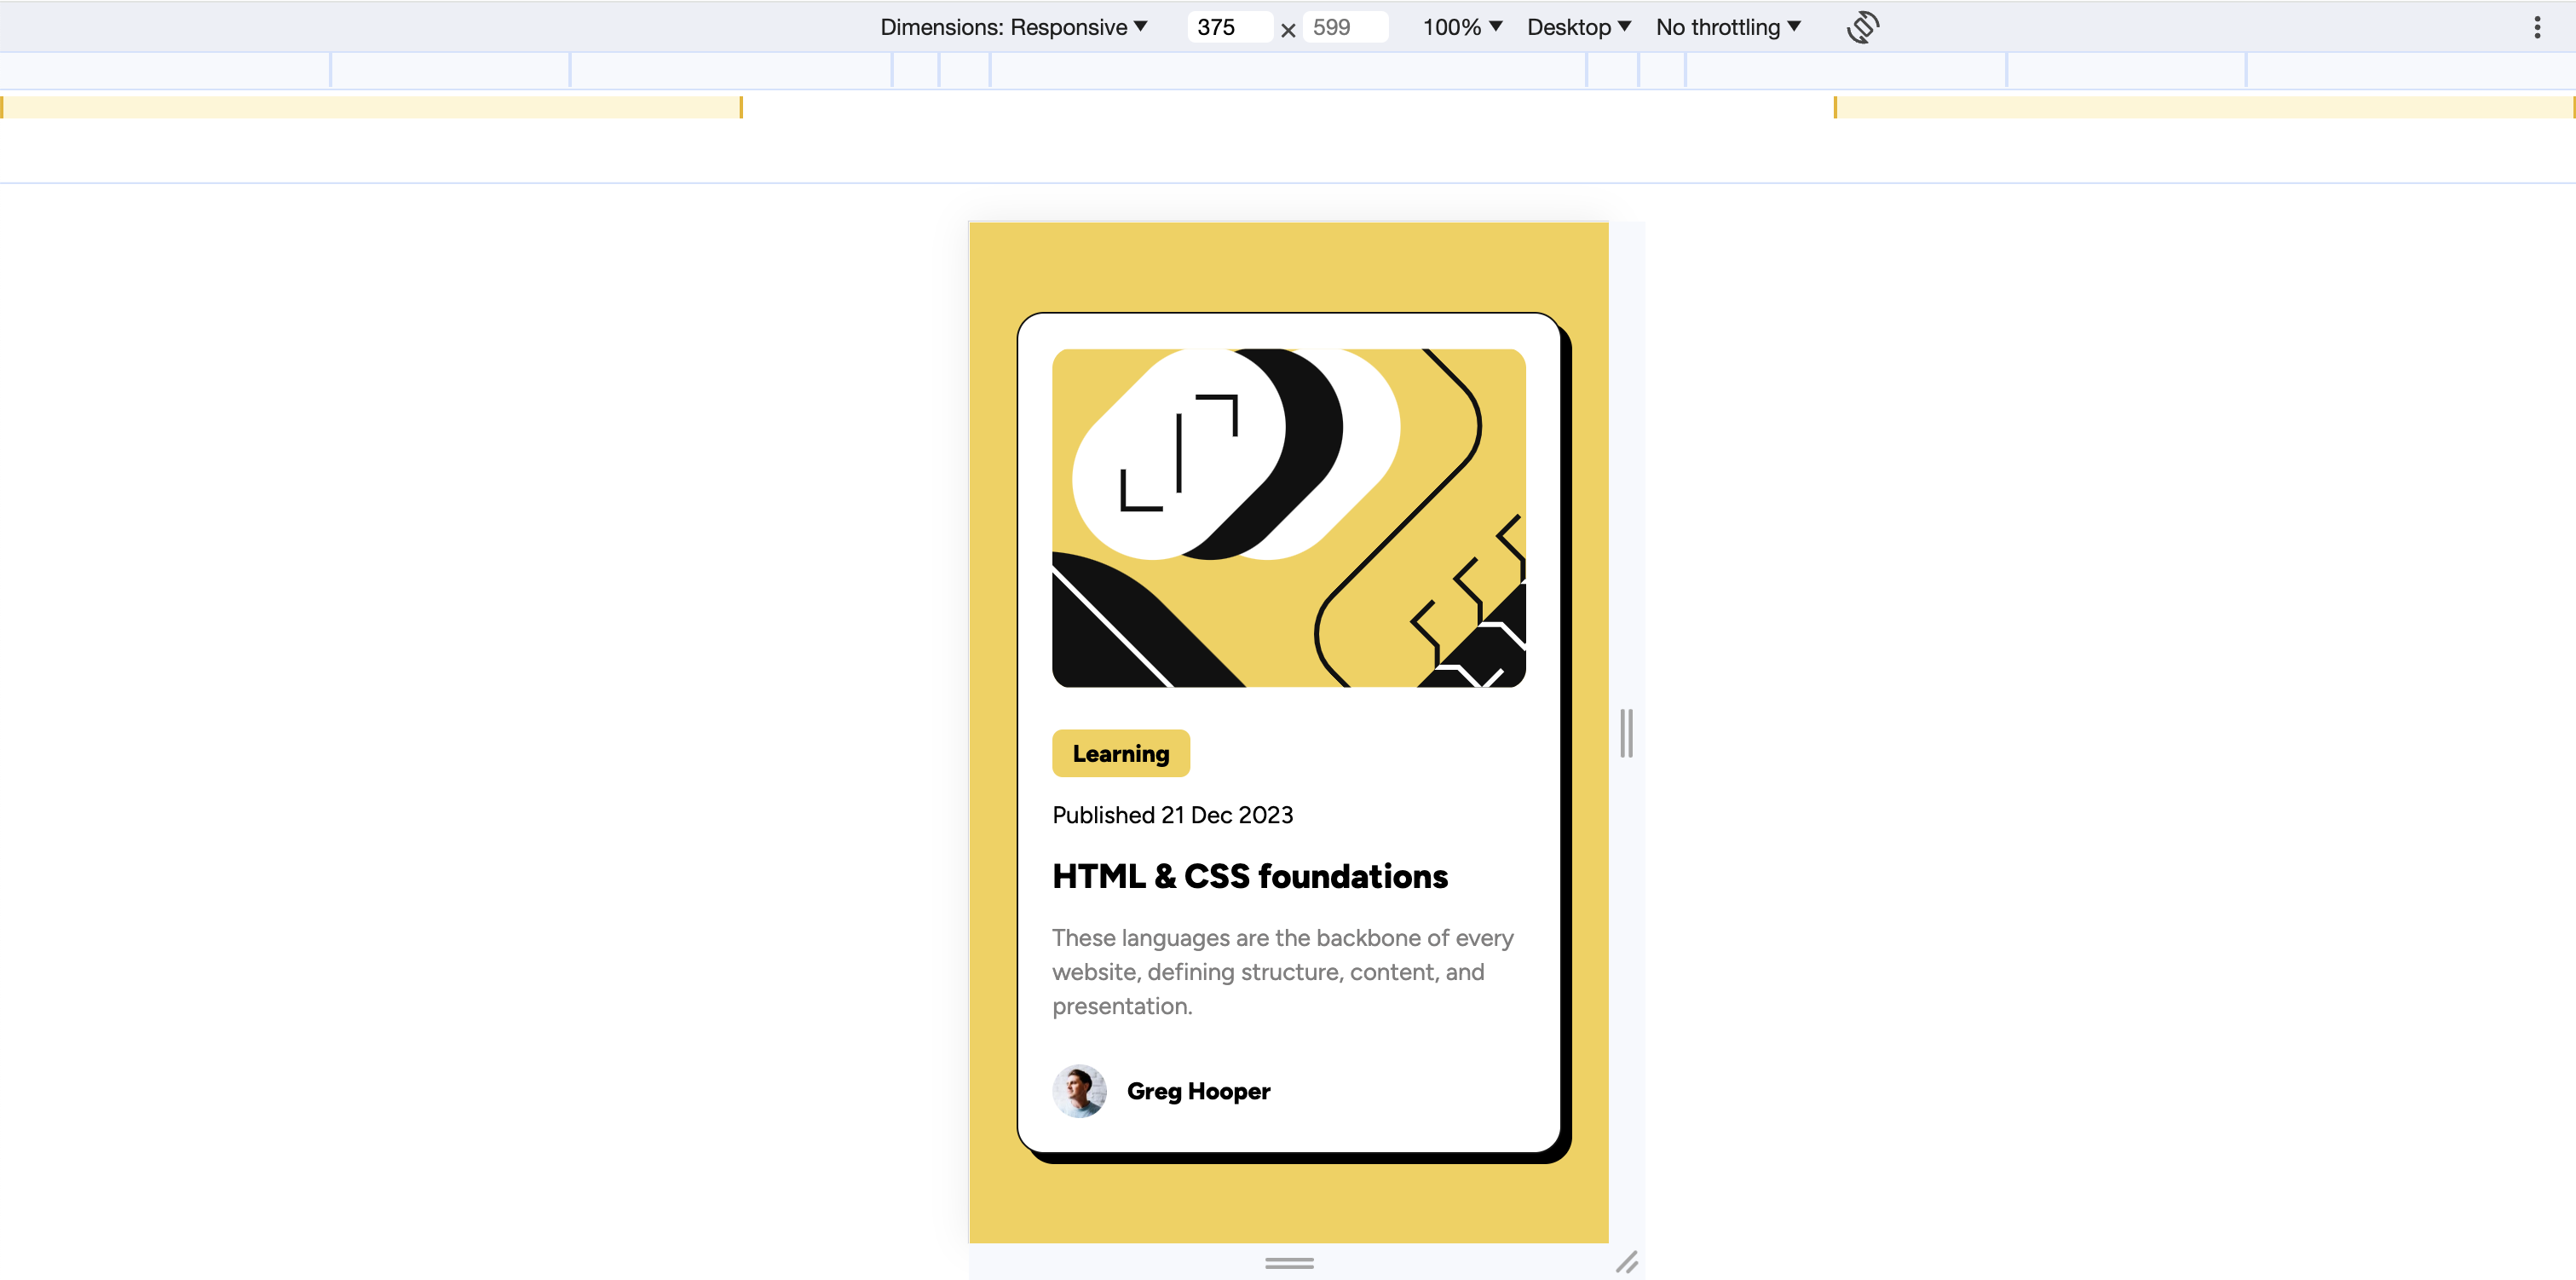 Dimensions: Responsive ▼ 375 × 599 100% ▼ Desktop ▼ No throttling ▼
Learning
Published 21 Dec 2023
HTML & CSS foundations
These languages are the backbone of every
website, defining structure, content, and
presentation.
Greg Hooper